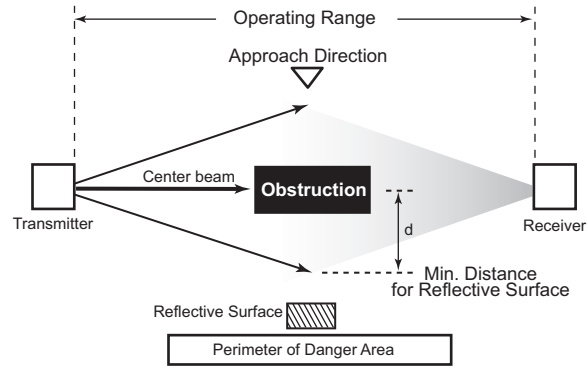 Operating Range
Approach Direction
Center beam
Obstruction
Transmitter
d
Receiver
Min. Distance
for Reflective Surface
Reflective Surface
Perimeter of Danger Area